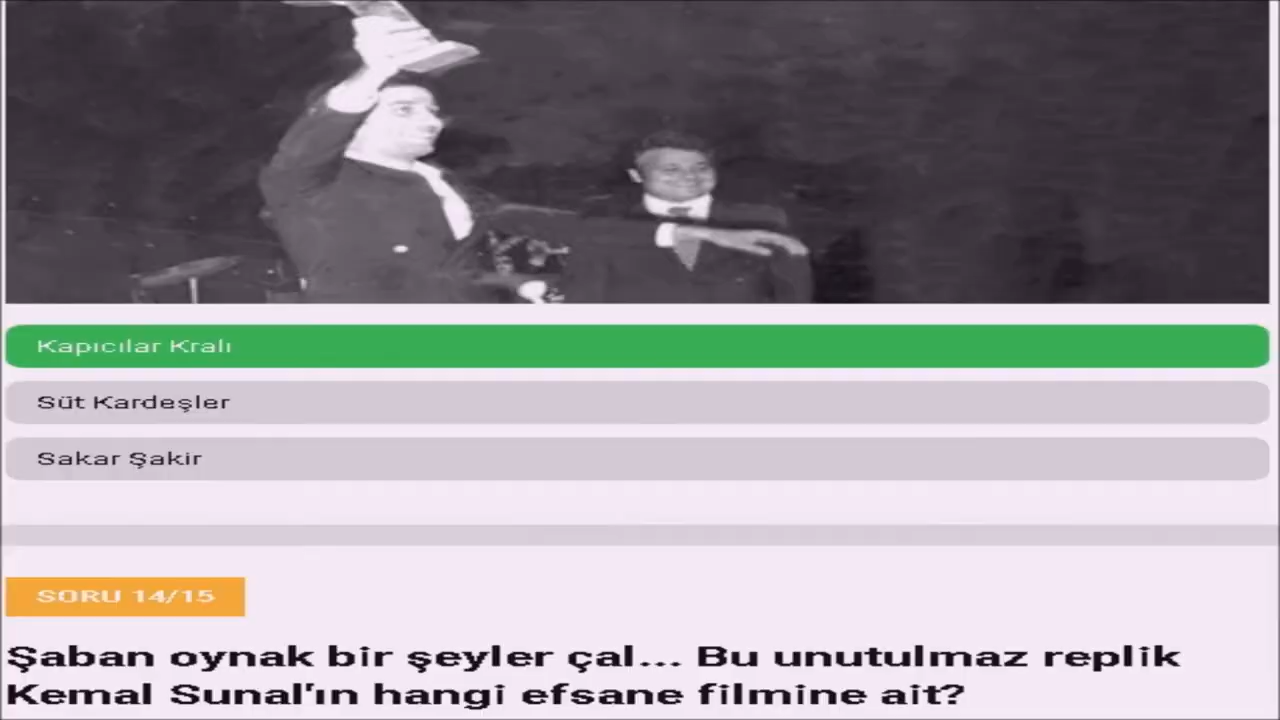 Kapıcılar Kralı
Süt Kardeşler
Sakar Şakir
SORU 14/15
Şaban oynak bir şeyler çal... Bu unutulmaz replik
Kemal Sunal'ın hangi efsane filmine ait?